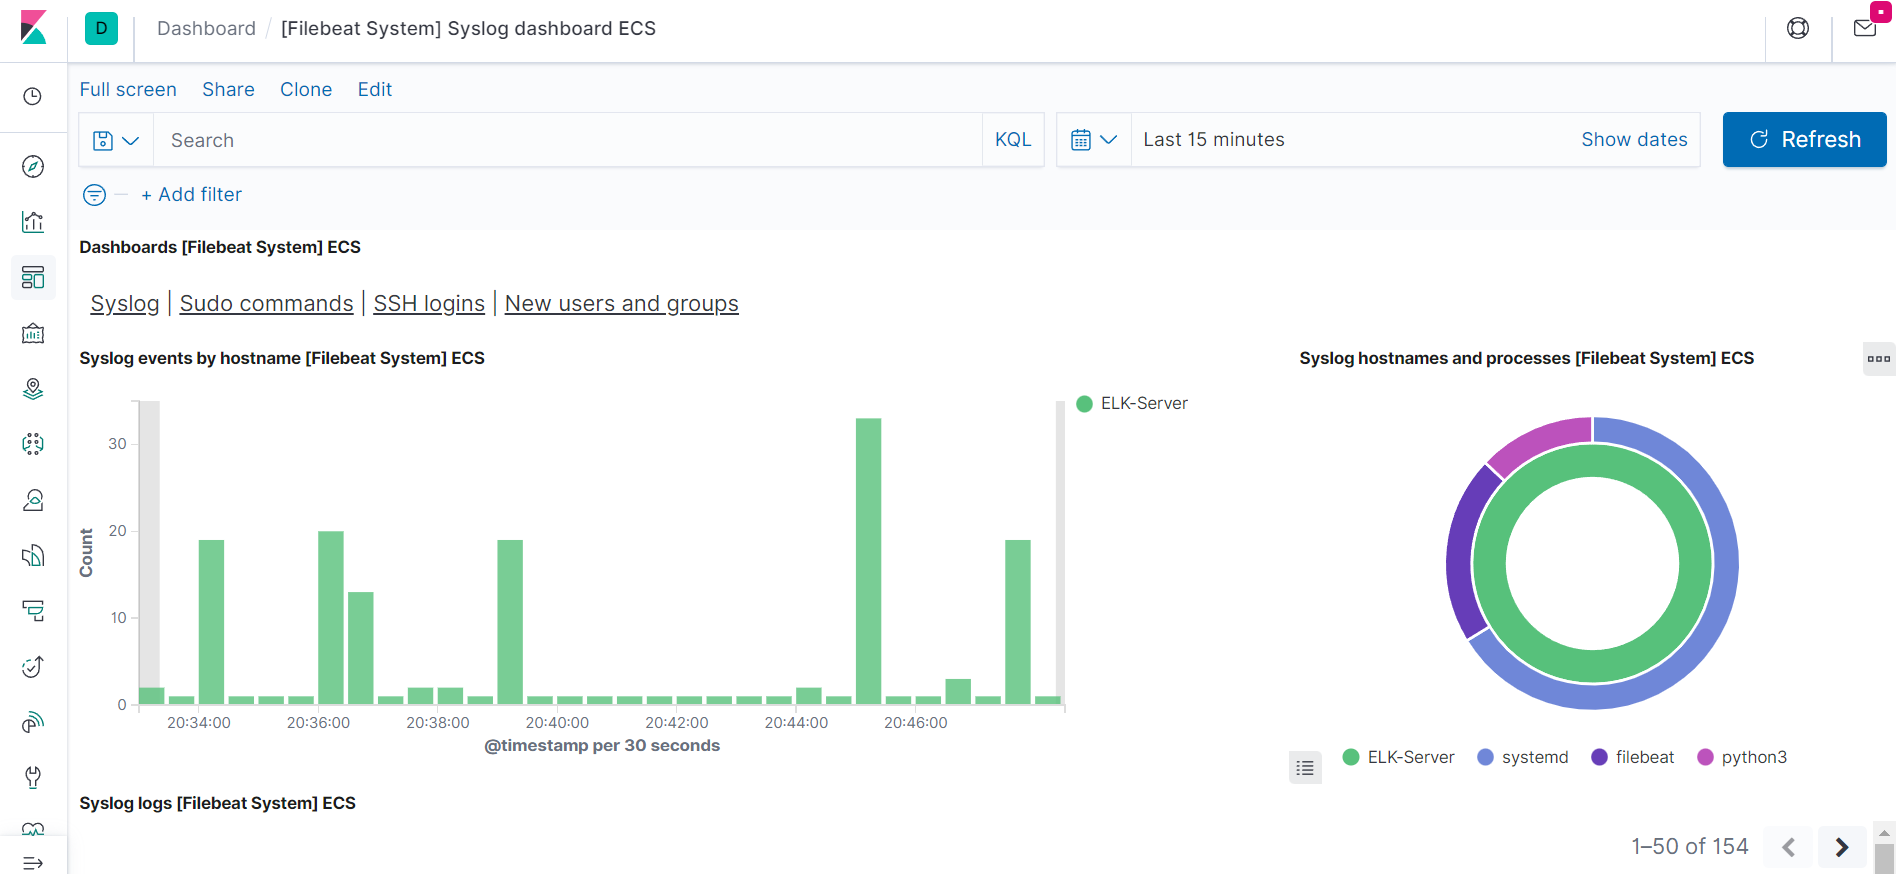 D Dashboard / [Filebeat System] Syslog dashboard ECS
Full screen Share Clone Edit
Search KQL Last 15 minutes Show dates Refresh
+ Add filter
Dashboards [Filebeat System] ECS
Syslog | Sudo commands | SSH logins | New users and groups
Syslog events by hostname [Filebeat System] ECS
30
20
10
0
Count
20:34:00 20:36:00 20:38:00 20:40:00 20:42:00 20:44:00 20:46:00
@timestamp per 30 seconds
ELK-Server
Syslog hostnames and processes [Filebeat System] ECS
ELK-Server systemd filebeat python3
Syslog logs [Filebeat System] ECS
1–50 of 154